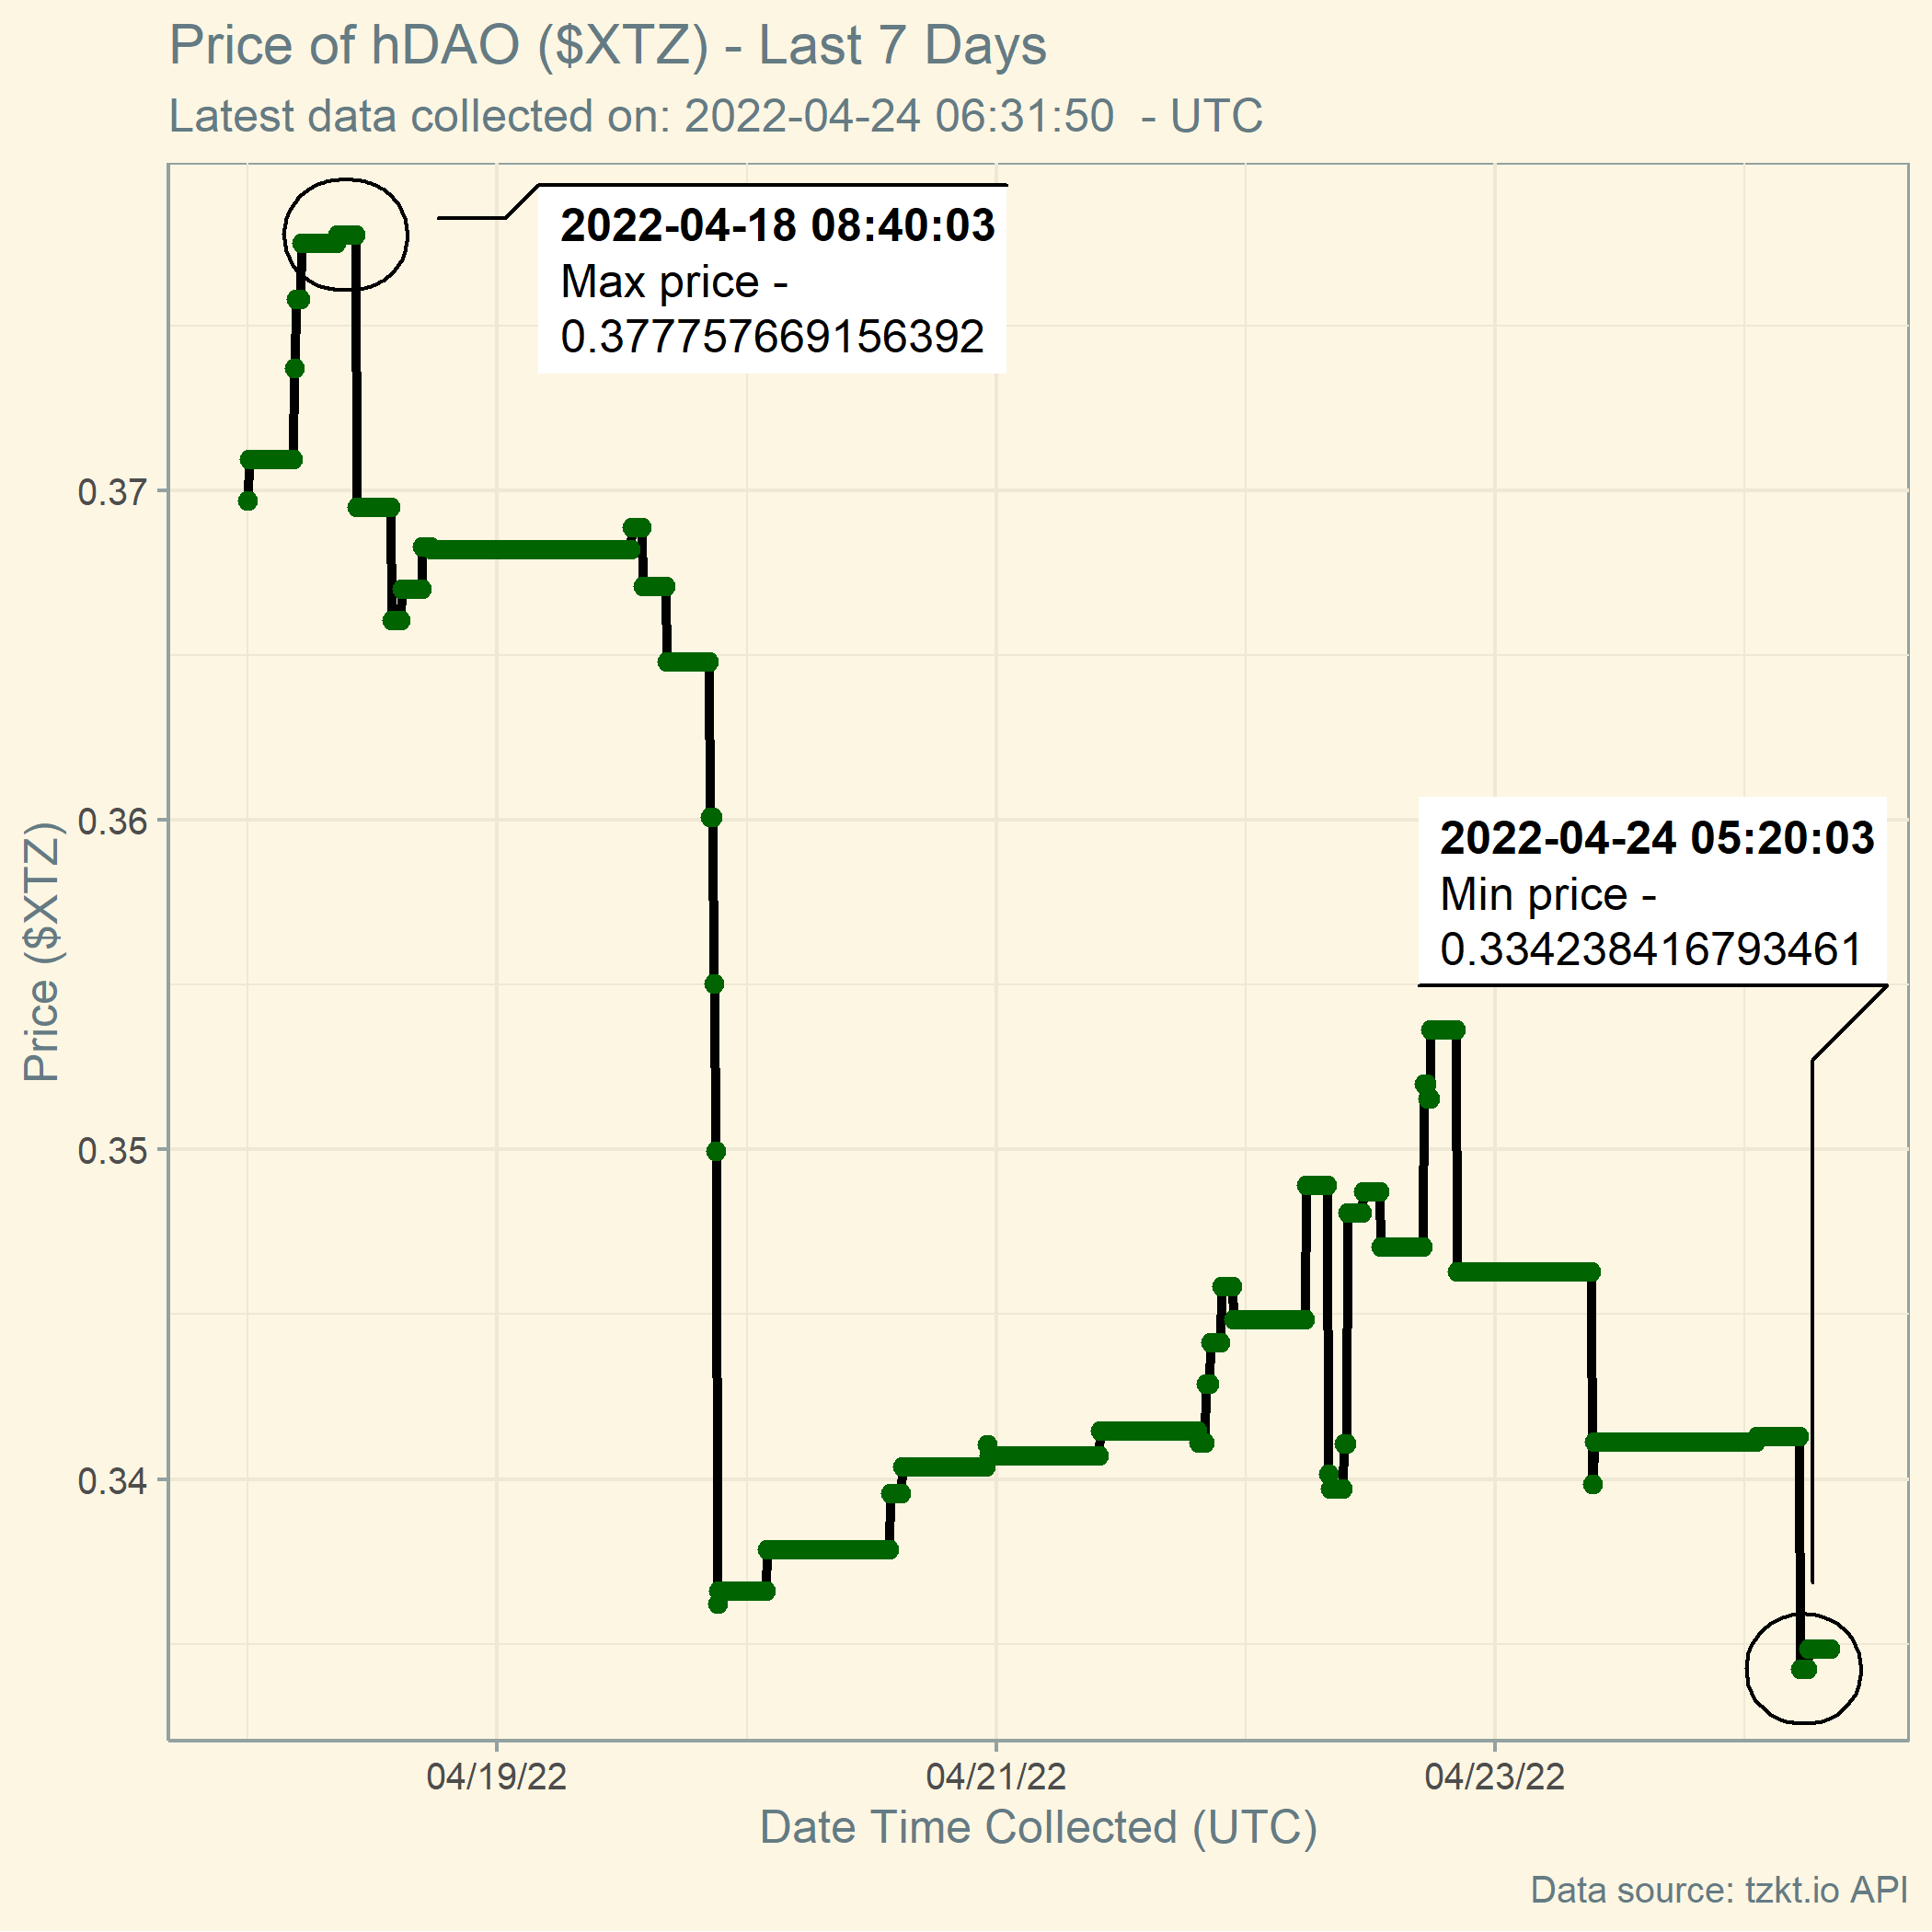 Price of hDAO ($XTZ) - Last 7 Days
Latest data collected on: 2022-04-24 06:31:50  - UTC
2022-04-18 08:40:03
Max price -
0.377757669156392
0.37
0.36
2022-04-24 05:20:03
Min price -
0.334238416793461
Price ($XTZ)
0.35
0.34
04/19/22
04/21/22
04/23/22
Date Time Collected (UTC)
Data source: tzkt.io API